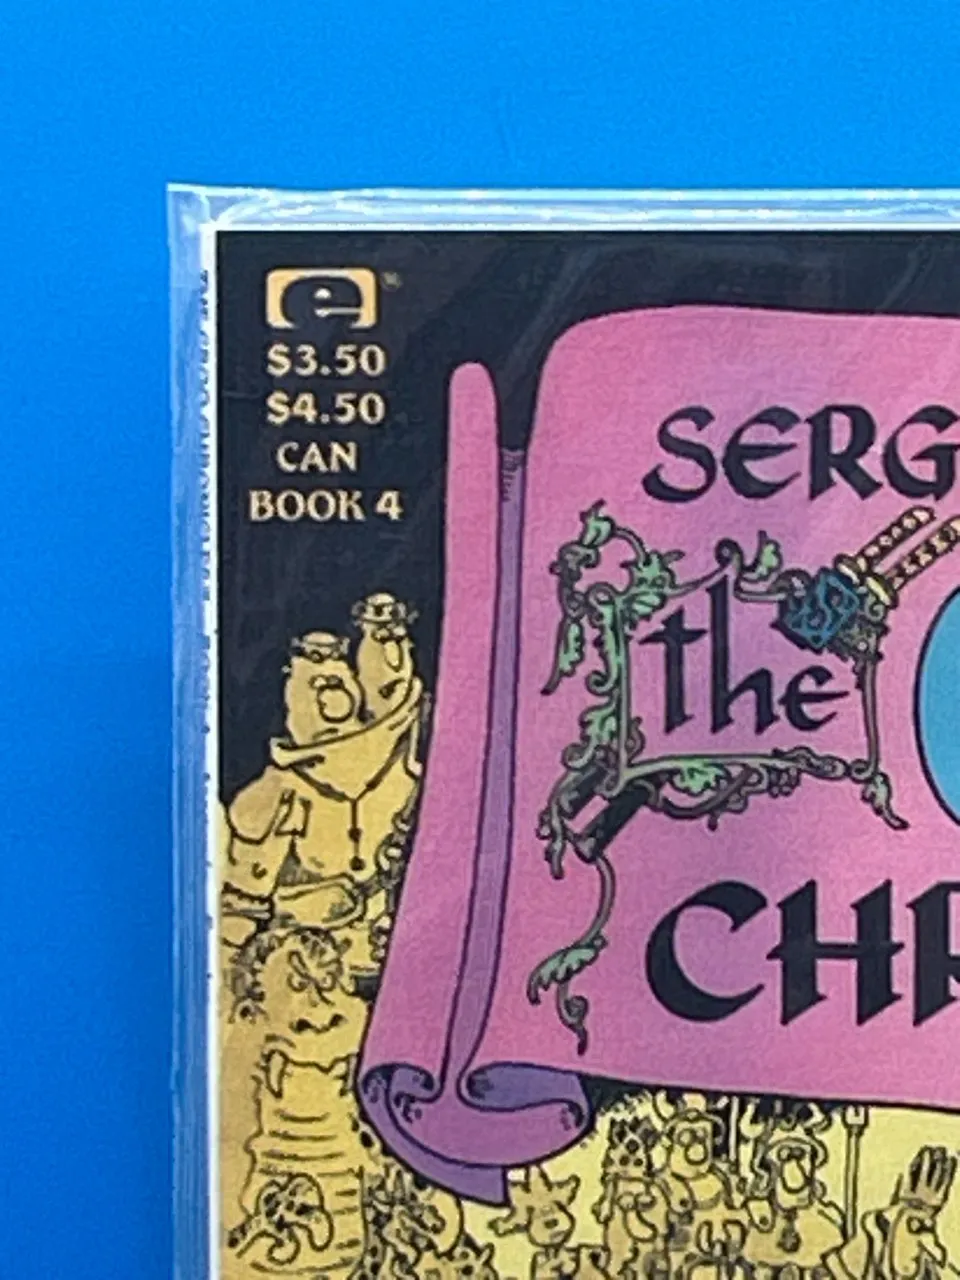 e
$3.50
$4.50
CAN
BOOK 4
SERG
the
CHR